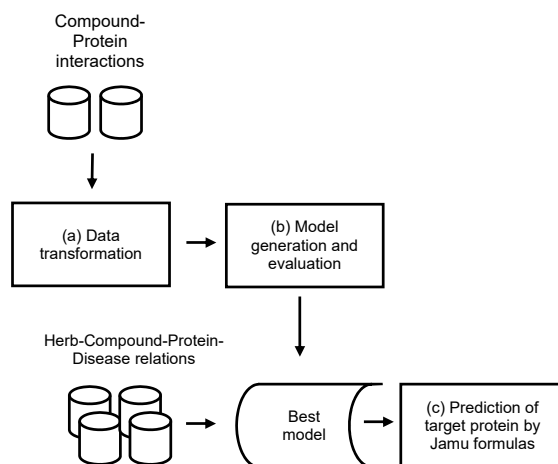 Compound-
Protein
interactions
(a) Data
transformation
(b) Model
generation and
evaluation
Herb-Compound-Protein-
Disease relations
Best
model
(c) Prediction of
target protein by
Jamu formulas